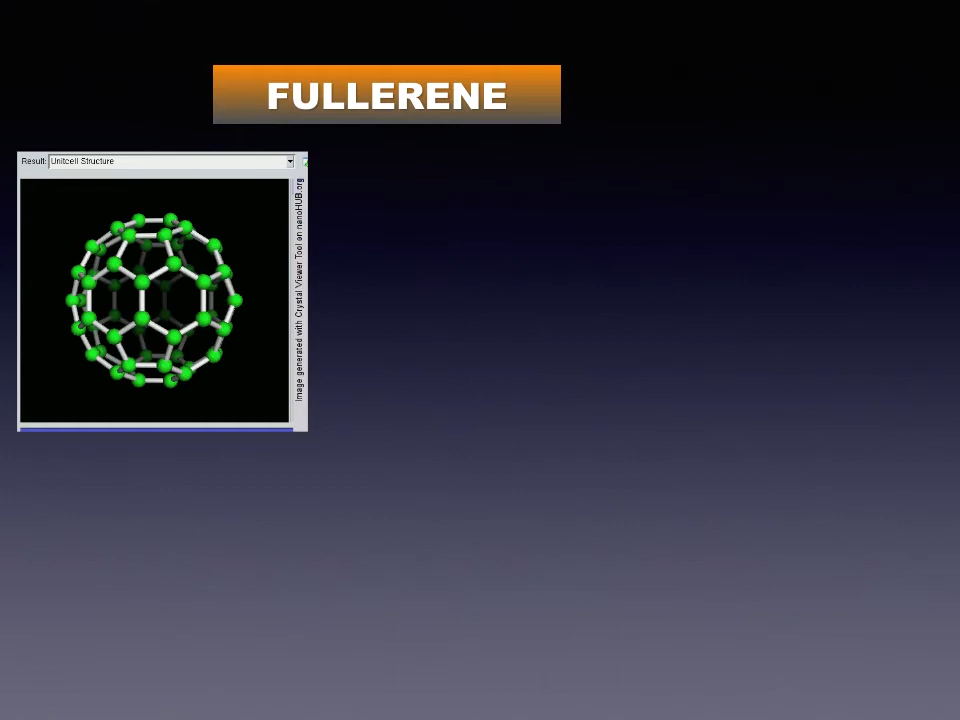 FULLERENE
Result: Unitcell Structure
Image generated with Crystal Viewer Tool on nanoHUB.org